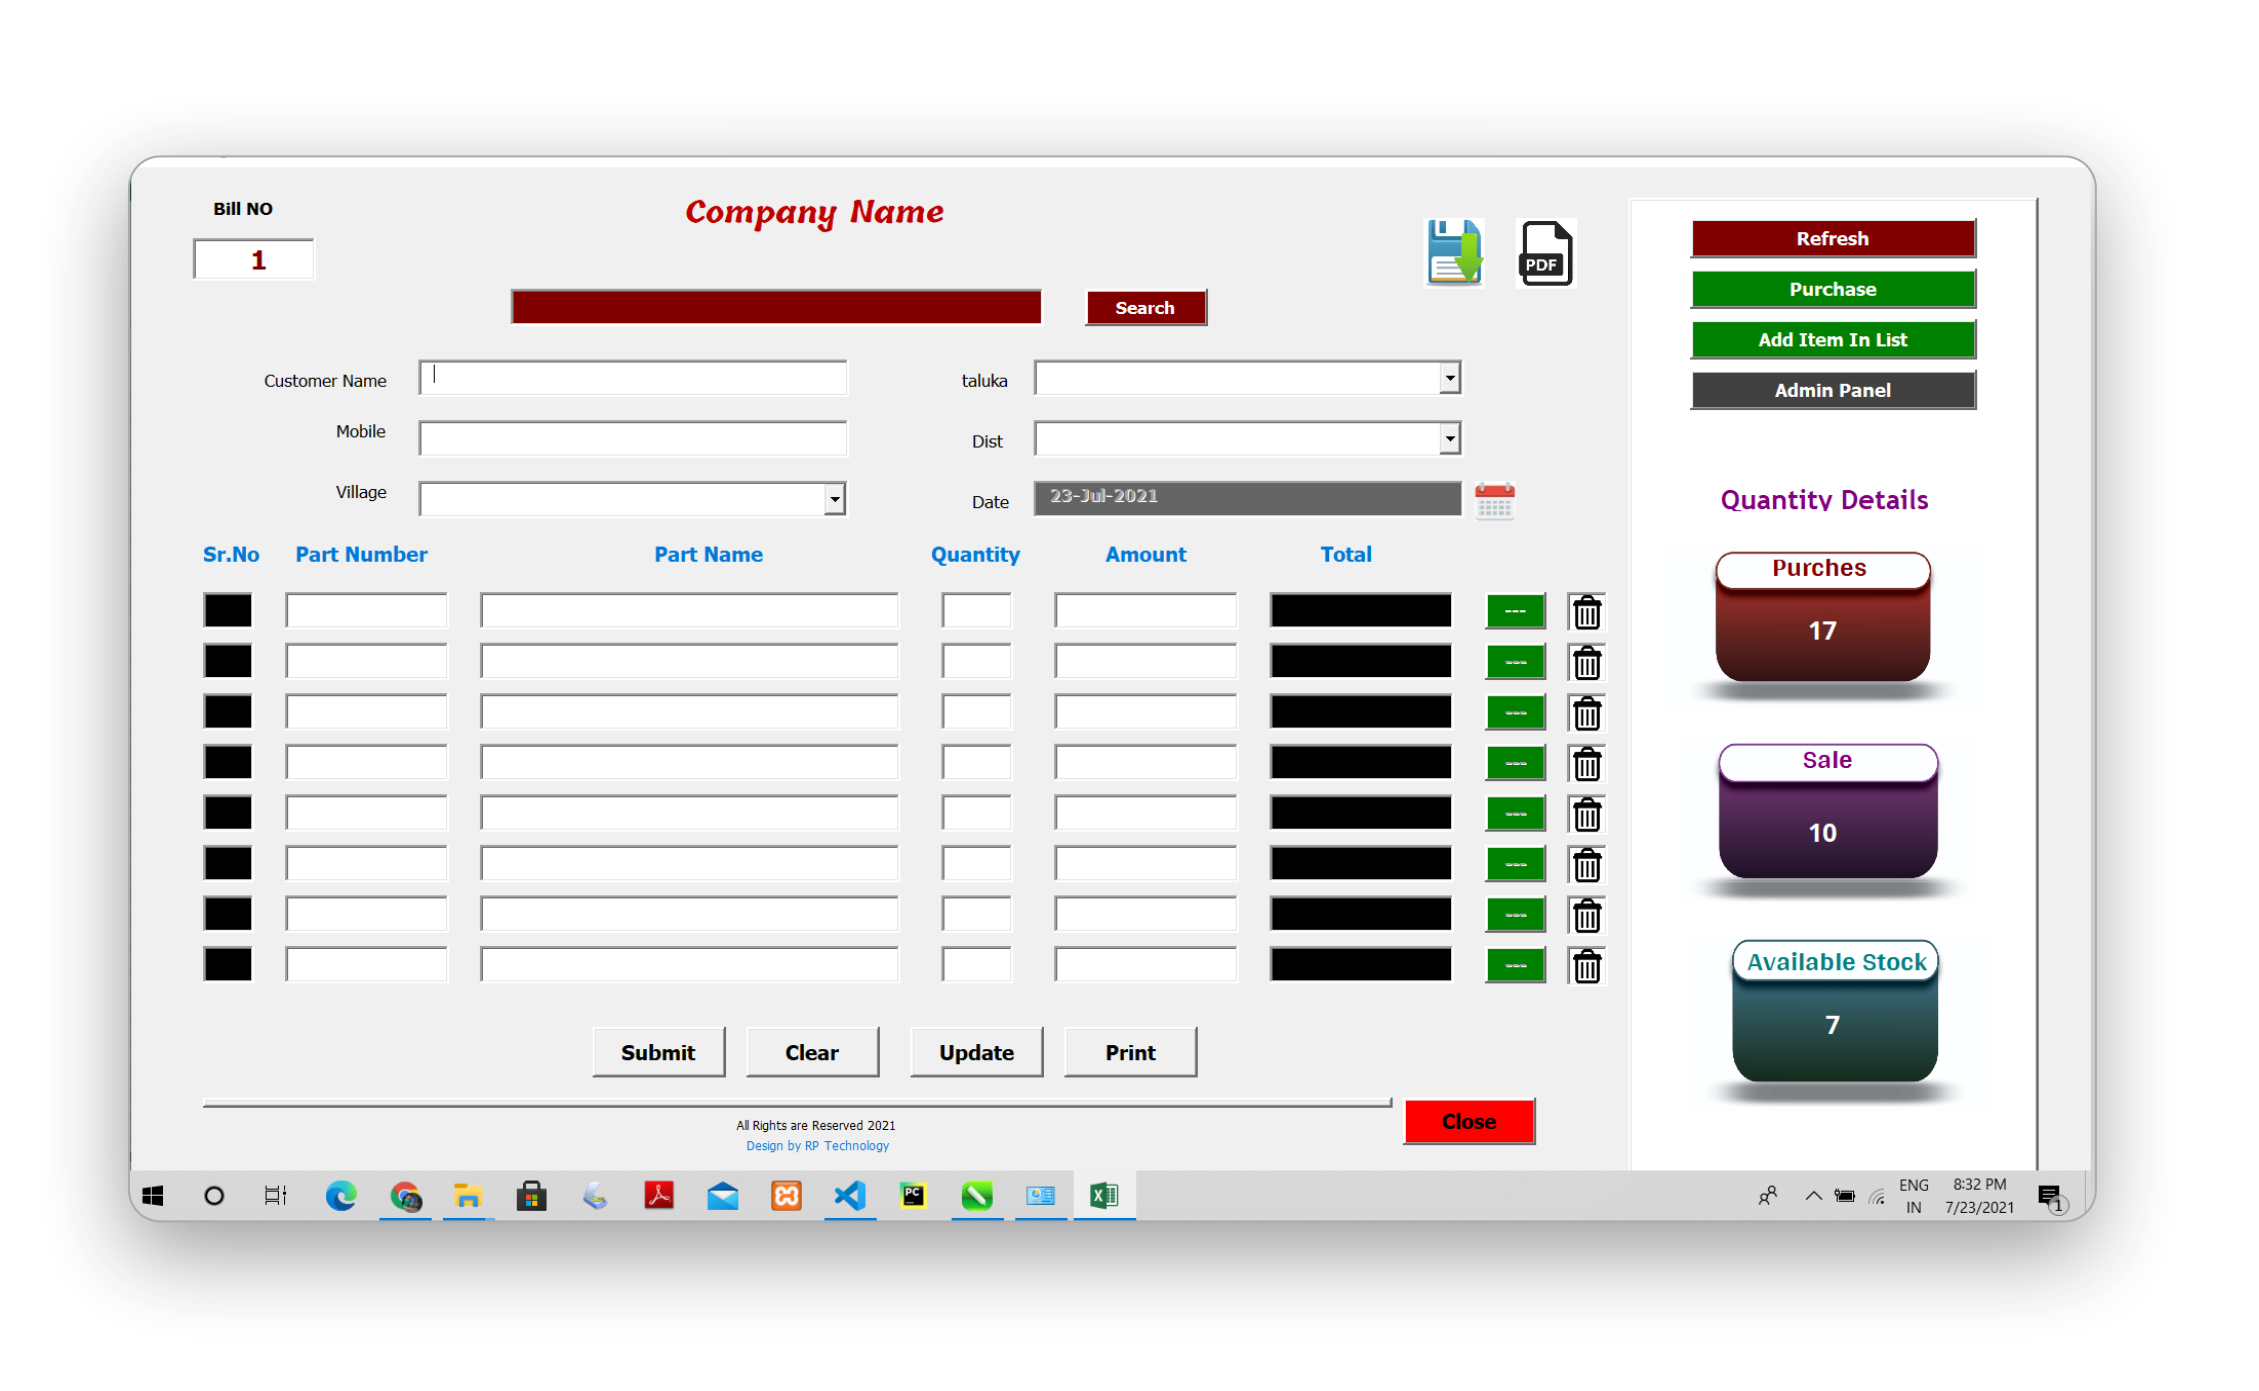 Bill NO
Company Name
1
PDF
Search
Customer Name
taluka
Mobile
Dist
Village
Date
23-Jul-2021
Sr.No Part Number Part Name Quantity Amount Total
---
---
---
---
---
---
---
---
Submit Clear Update Print
Close
All Rights are Reserved 2021
Design by RP Technology
Refresh
Purchase
Add Item In List
Admin Panel
Quantity Details
Purches
17
Sale
10
Available Stock
7
PC
X
ENG
IN
8:32 PM
7/23/2021
1